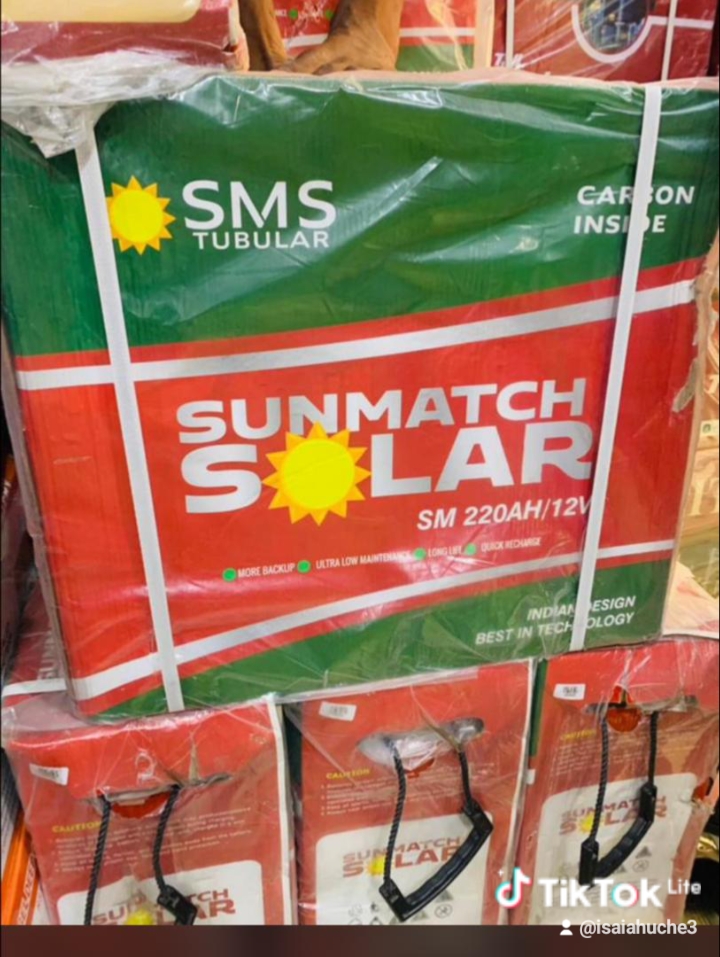 SMS
TUBULAR
CARBON
INSIDE
SUNMATCH
SOLAR
SM 220AH/12V
MORE BACKUP
ULTRA LOW MAINTENANCE
LONG LIFE
QUICK RECHARGE
INDIAN DESIGN
BEST IN TECHNOLOGY
CAUTION
SUNMATCH
SOLAR
CAUTION
SUNMATCH
SOLAR
SUNMATCH
SOLAR
TikTok Lite
@isaiahuche3